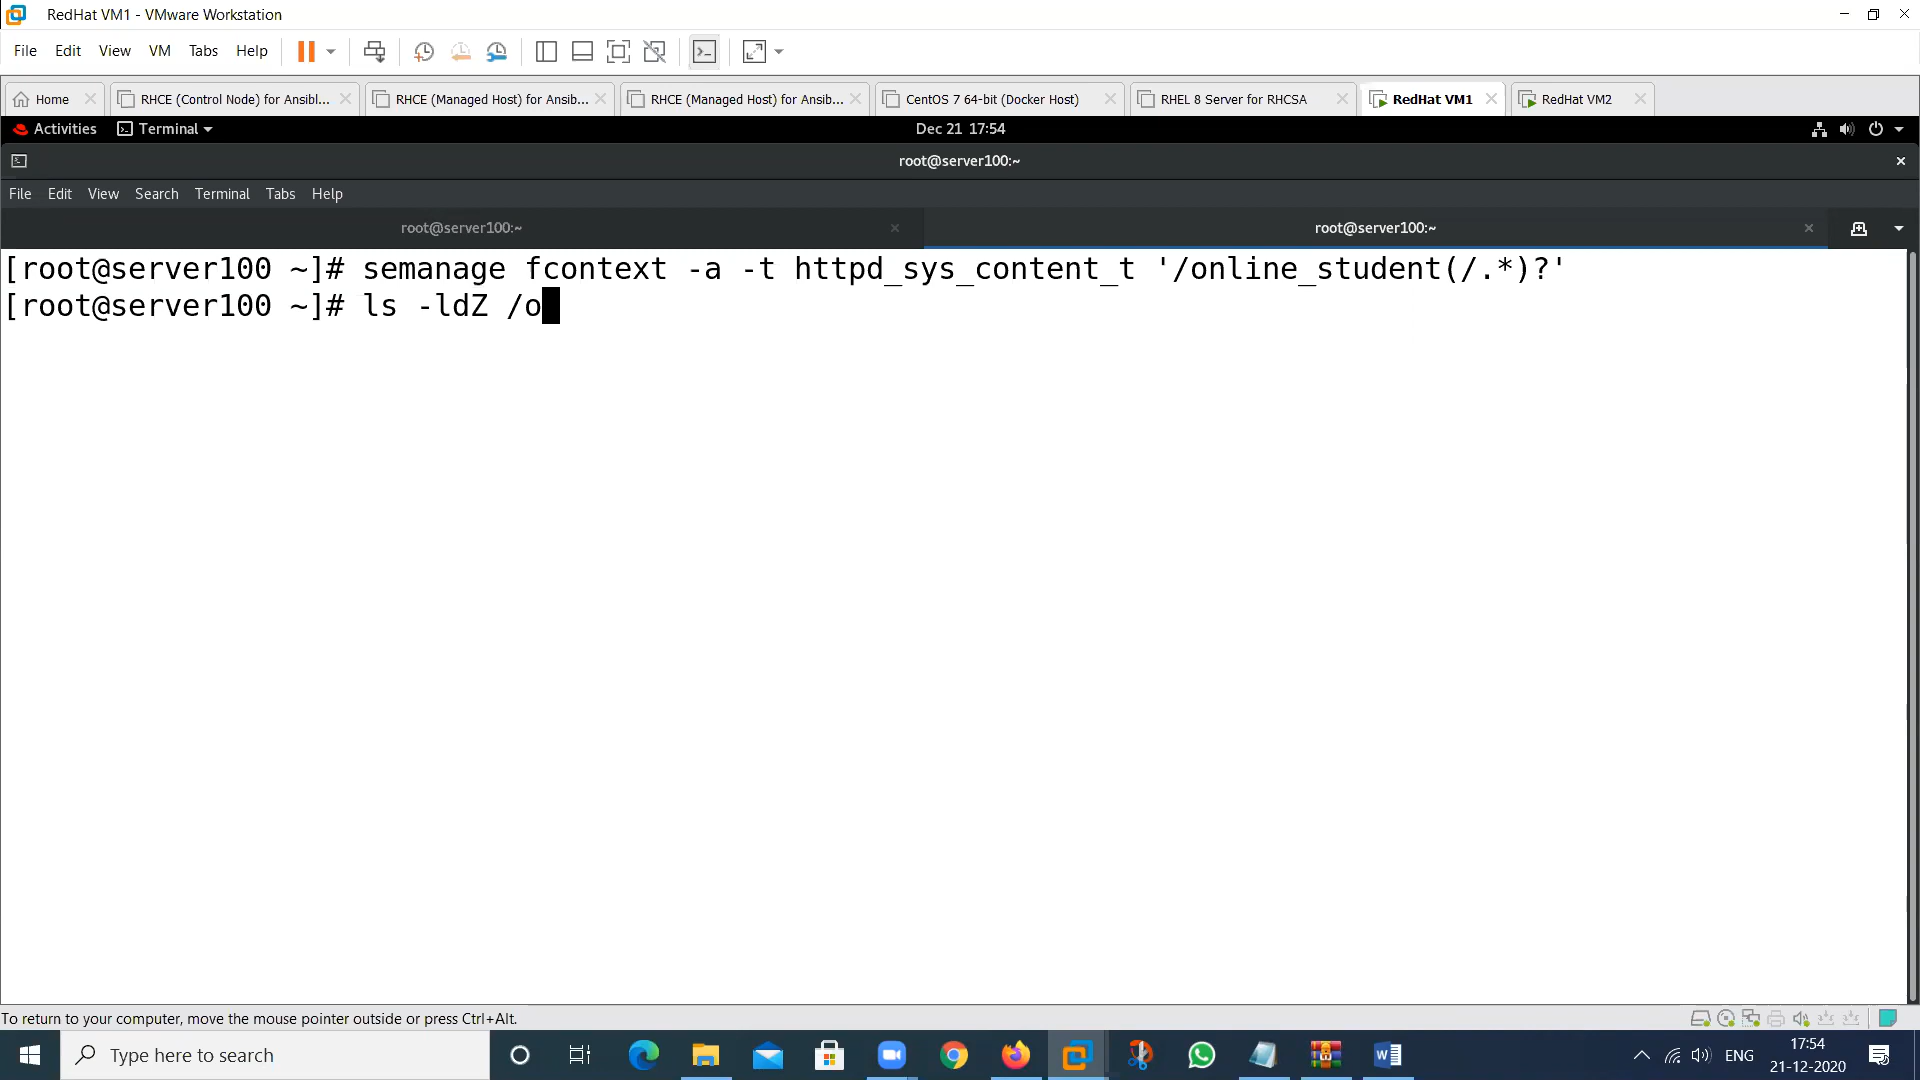 RedHat VM1 - VMware Workstation
File Edit View VM Tabs Help
Home RHCE (Control Node) for Ansibl... RHCE (Managed Host) for Ansib... RHCE (Managed Host) for Ansib... CentOS 7 64-bit (Docker Host) RHEL 8 Server for RHCSA RedHat VM1 RedHat VM2
Activities Terminal Dec 21 17:54
root@server100:~
File Edit View Search Terminal Tabs Help
root@server100:~ root@server100:~
[root@server100 ~]# semanage fcontext -a -t httpd_sys_content_t '/online_student(/.*)?'
[root@server100 ~]# ls -ldZ /o
To return to your computer, move the mouse pointer outside or press Ctrl+Alt.
Type here to search ENG 17:54
21-12-2020